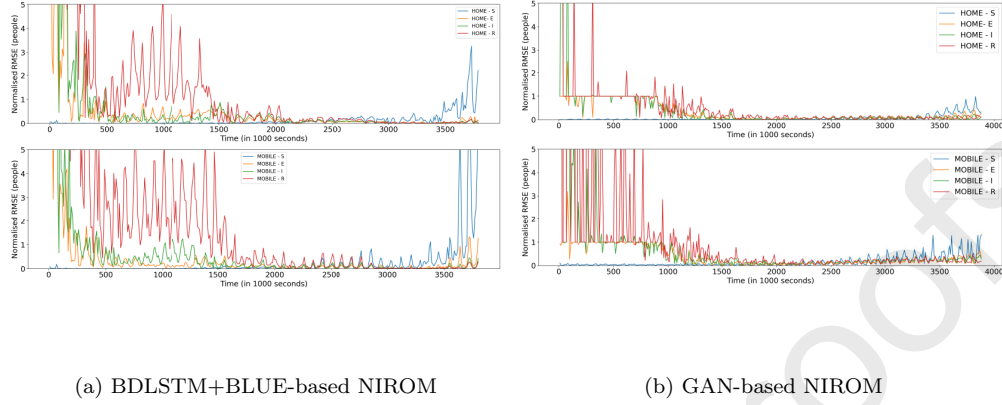 HOME - S
HOME- E
HOME - I
HOME - R
Normalised RMSE (people)
5
4
3
2
1
0
0 500 1000 1500 2000 2500 3000 3500
Time (in 1000 seconds)
MOBILE - S
MOBILE - E
MOBILE - I
MOBILE - R
Normalised RMSE (people)
5
4
3
2
1
0
0 500 1000 1500 2000 2500 3000 3500
Time (in 1000 seconds)
(a) BDLSTM+BLUE-based NIROM
HOME - S
HOME- E
HOME - I
HOME - R
Normalised RMSE (people)
5
4
3
2
1
0
0 500 1000 1500 2000 2500 3000 3500 4000
Time (in 1000 seconds)
MOBILE - S
MOBILE - E
MOBILE - I
MOBILE - R
Normalised RMSE (people)
5
4
3
2
1
0
0 500 1000 1500 2000 2500 3000 3500 4000
Time (in 1000 seconds)
(b) GAN-based NIROM